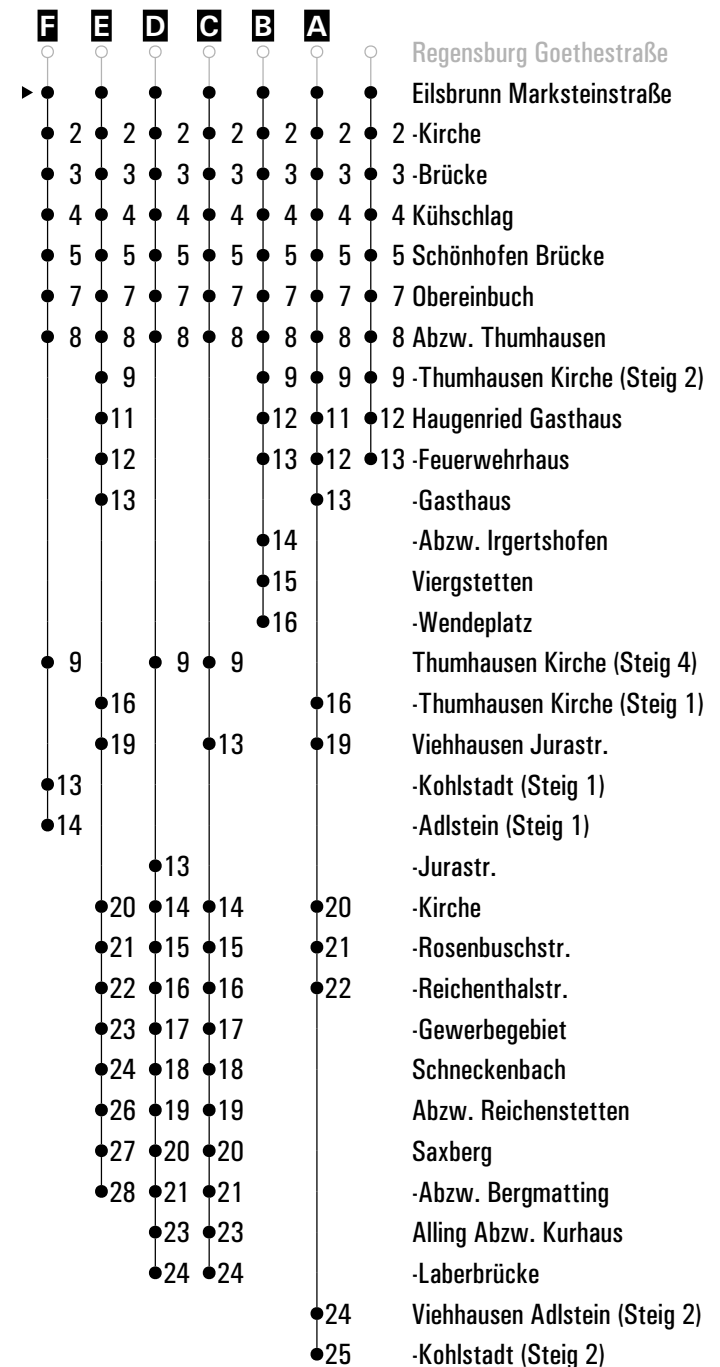 F E D C B A
Regensburg Goethestraße
Eilsbrunn Marksteinstraße
2 2 2 2 2 2 2 -Kirche
3 3 3 3 3 3 3 -Brücke
4 4 4 4 4 4 4 Kühschlag
5 5 5 5 5 5 5 Schönhofen Brücke
7 7 7 7 7 7 7 Obereinbuch
8 8 8 8 8 8 8 Abzw. Thumhausen
9 9 9 9 -Thumhausen Kirche (Steig 2)
11 12 11 12 Haugenried Gasthaus
12 13 12 13 -Feuerwehrhaus
13 13 -Gasthaus
14 -Abzw. Irgertshofen
15 Viergstetten
16 -Wendeplatz
9 9 9 Thumhausen Kirche (Steig 4)
16 16 -Thumhausen Kirche (Steig 1)
19 13 19 Viehhausen Jurastr.
13 -Kohlstadt (Steig 1)
14 -Adlstein (Steig 1)
13 -Jurastr.
20 14 14 20 -Kirche
21 15 15 21 -Rosenbuschstr.
22 16 16 22 -Reichenthalstr.
23 17 17 -Gewerbegebiet
24 18 18 Schneckenbach
26 19 19 Abzw. Reichenstetten
27 20 20 Saxberg
28 21 21 -Abzw. Bergmatting
23 23 Alling Abzw. Kurhaus
24 24 -Laberbrücke
24 Viehhausen Adlstein (Steig 2)
25 -Kohlstadt (Steig 2)